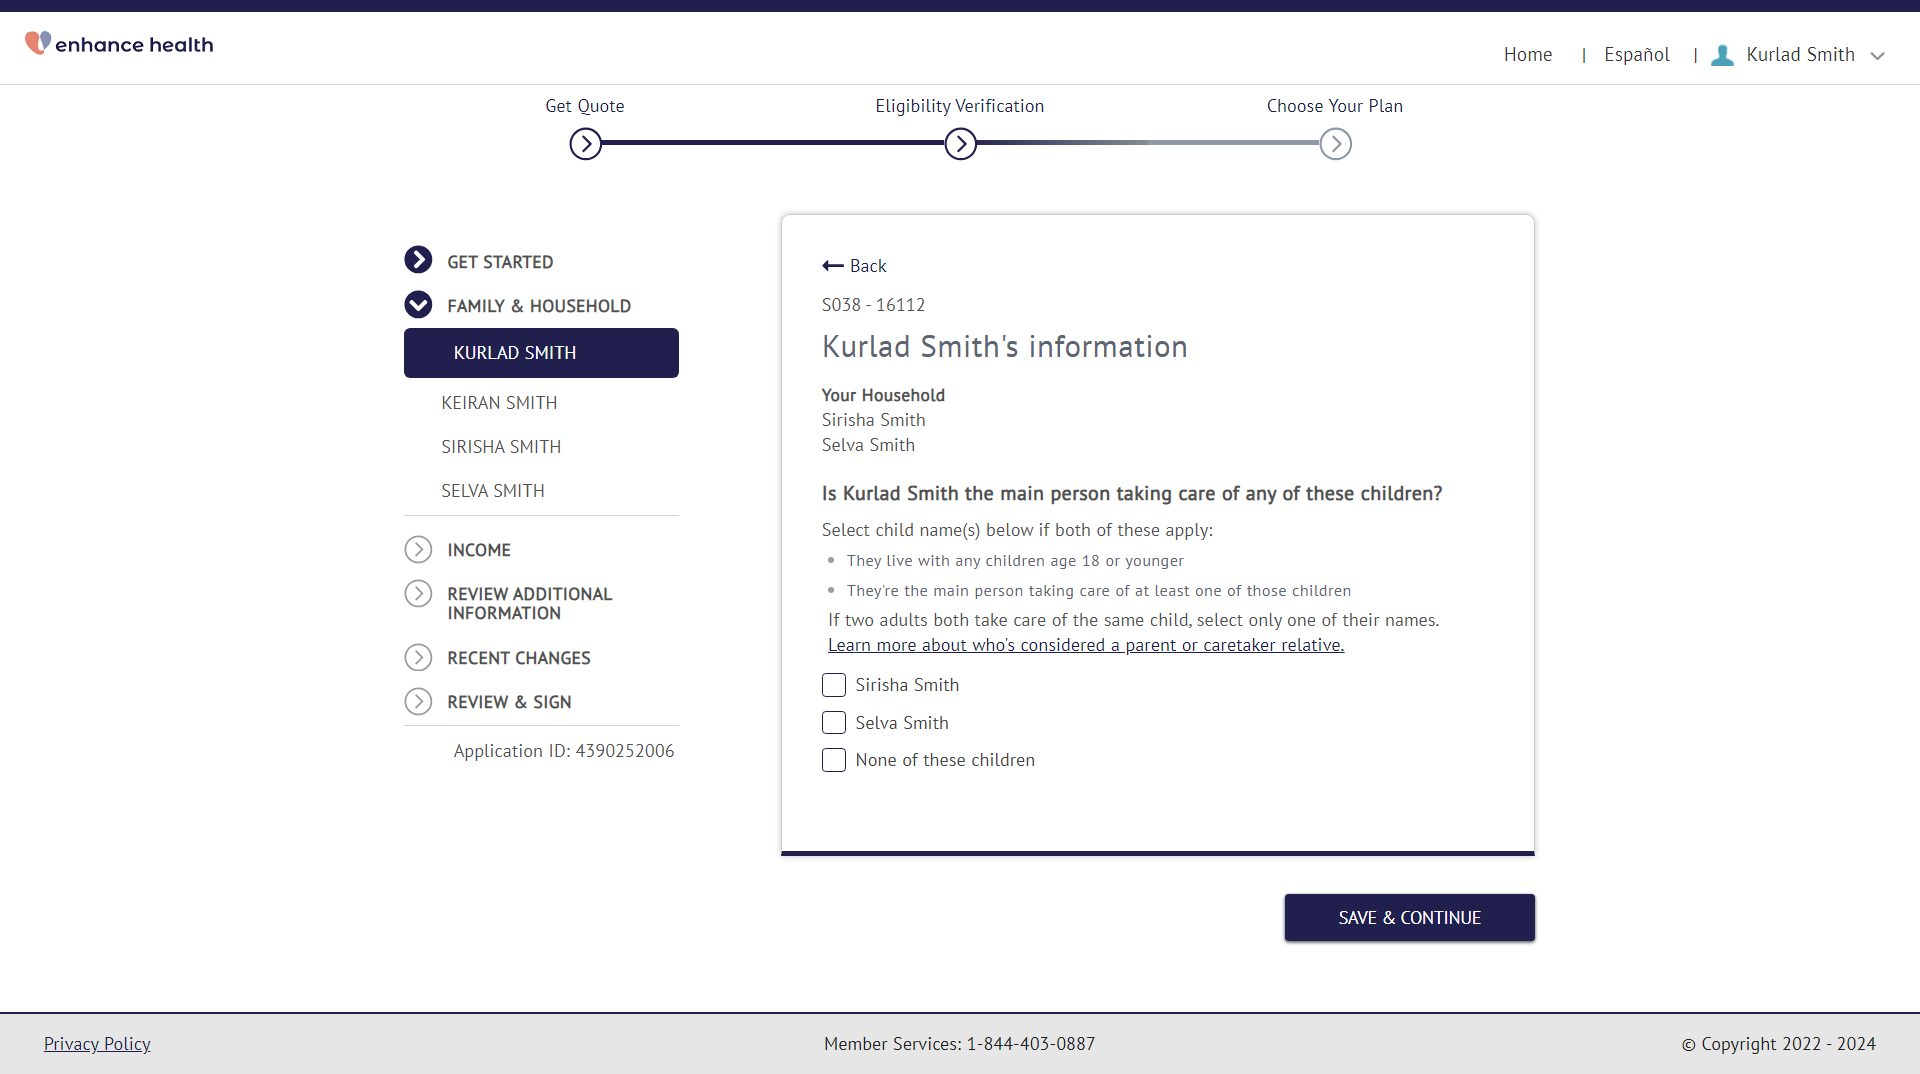 enhance health
Home | Español | Kurlad Smith
Get Quote
Eligibility Verification
Choose Your Plan
GET STARTED
FAMILY & HOUSEHOLD
KURLAD SMITH
KEIRAN SMITH
SIRISHA SMITH
SELVA SMITH
INCOME
REVIEW ADDITIONAL
INFORMATION
RECENT CHANGES
REVIEW & SIGN
Application ID: 4390252006
Back
S038 - 16112
Kurlad Smith's information
Your Household
Sirisha Smith
Selva Smith
Is Kurlad Smith the main person taking care of any of these children?
Select child name(s) below if both of these apply:
• They live with any children age 18 or younger
• They're the main person taking care of at least one of those children
If two adults both take care of the same child, select only one of their names.
Learn more about who's considered a parent or caretaker relative.
Sirisha Smith
Selva Smith
None of these children
SAVE & CONTINUE
Privacy Policy
Member Services: 1-844-403-0887
© Copyright 2022 - 2024